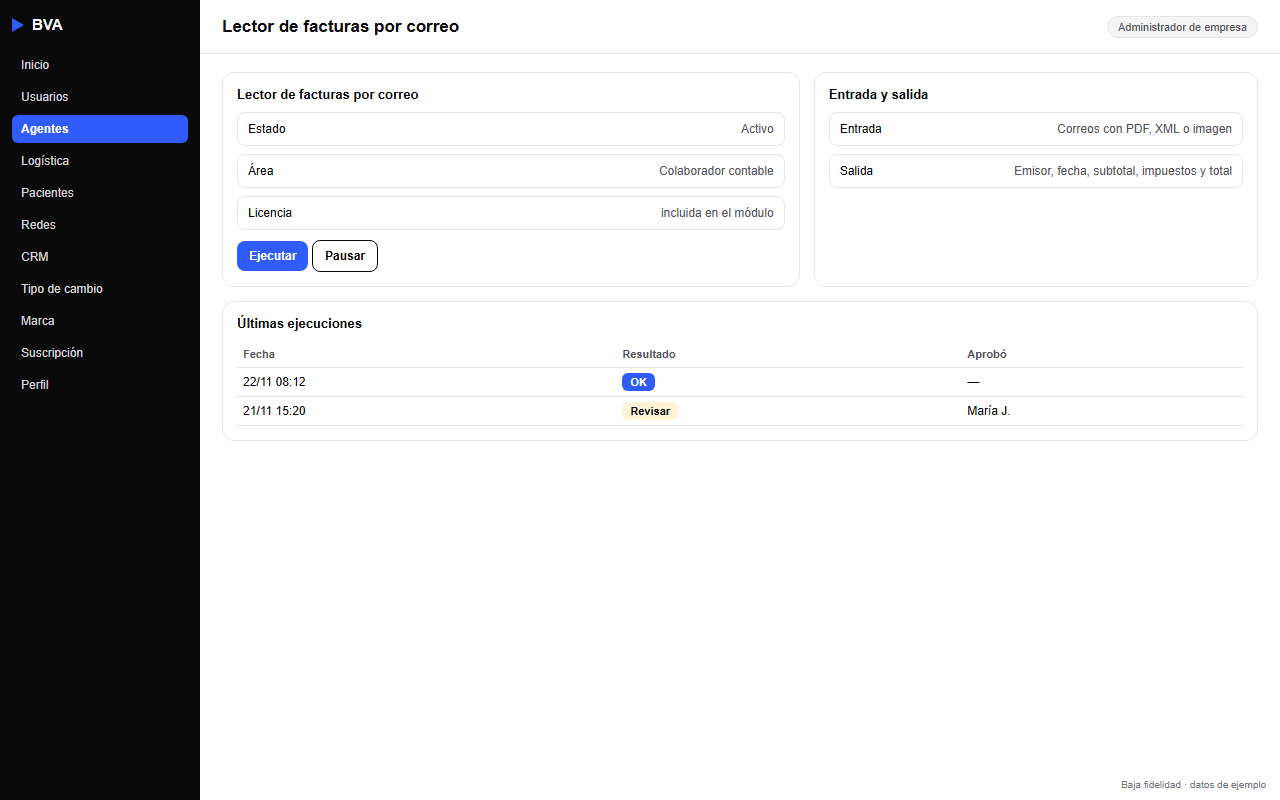 BVA
Inicio
Usuarios
Agentes
Logística
Pacientes
Redes
CRM
Tipo de cambio
Marca
Suscripción
Perfil
Lector de facturas por correo
Administrador de empresa
Lector de facturas por correo
Estado Activo
Área Colaborador contable
Licencia incluida en el módulo
Ejecutar Pausar
Entrada y salida
Entrada Correos con PDF, XML o imagen
Salida Emisor, fecha, subtotal, impuestos y total
Últimas ejecuciones
Fecha Resultado Aprobó
22/11 08:12 OK —
21/11 15:20 Revisar María J.
Baja fidelidad · datos de ejemplo